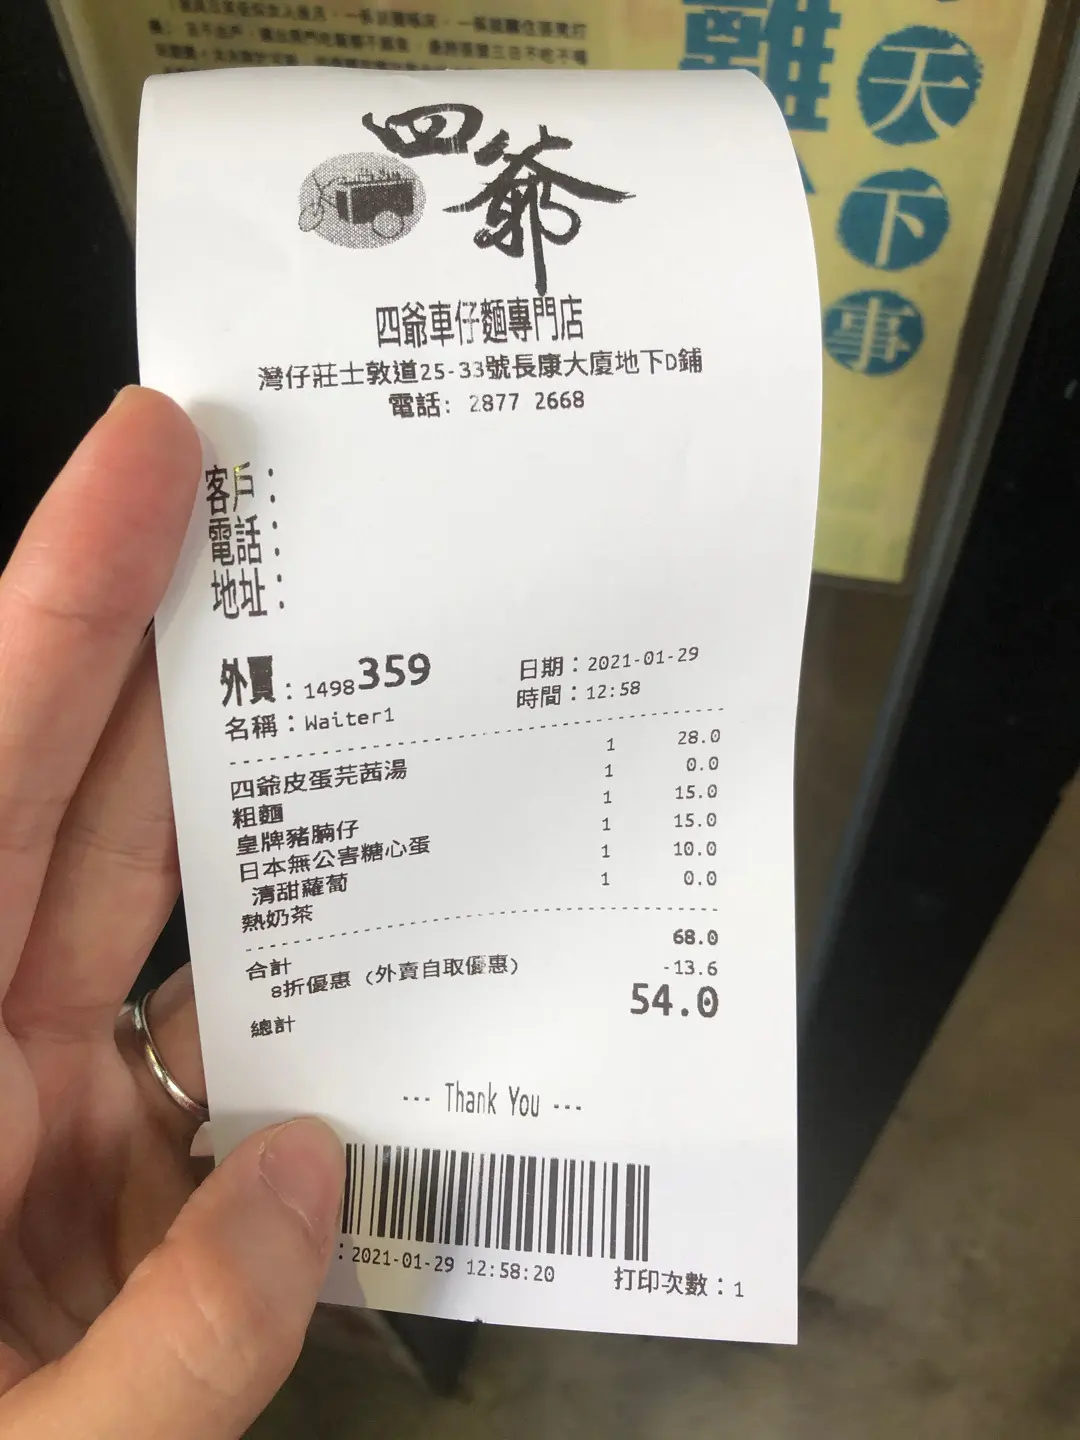 難
天
下
事
四爺
四爺車仔麵專門店
灣仔莊士敦道25-33號長康大廈地下D鋪
電話: 2877 2668
客戶：
電話：
地址：
外賣：1498359 日期：2021-01-29
名稱：Waiter1 時間：12:58
四爺皮蛋芫茜湯 1 28.0
粗麵 1 0.0
皇牌豬腩仔 1 15.0
日本無公害糖心蛋 1 15.0
清甜蘿蔔 1 10.0
熱奶茶 1 0.0
合計 68.0
8折優惠 (外賣自取優惠) -13.6
總計 54.0
--- Thank You ---
：2021-01-29 12:58:20 打印次數：1